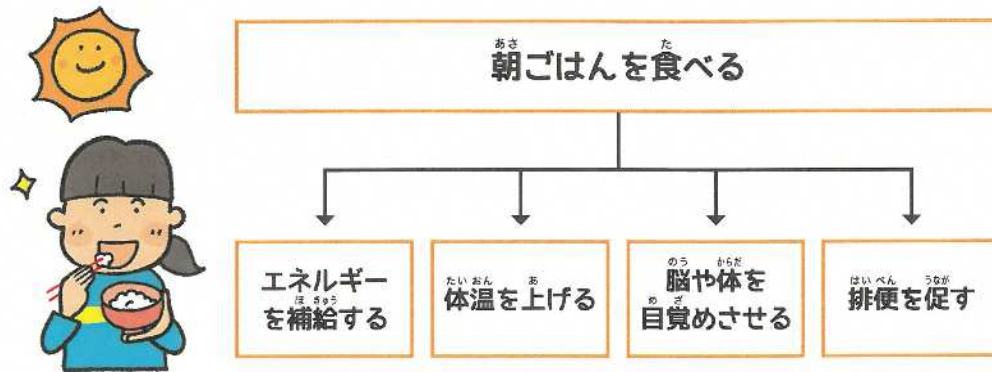 朝ごはんを食べる
エネルギー
を補給する
体温を上げる
脳や体を
目覚めさせる
排便を促す